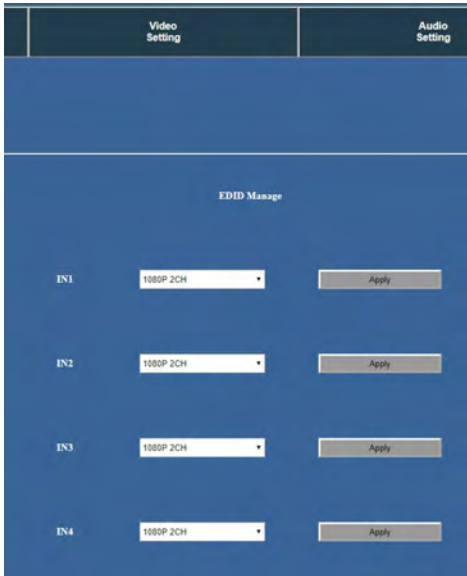 Video
Setting
Audio
Setting
EDID Manage
IN1 1080P 2CH Apply
IN2 1080P 2CH Apply
IN3 1080P 2CH Apply
IN4 1080P 2CH Apply